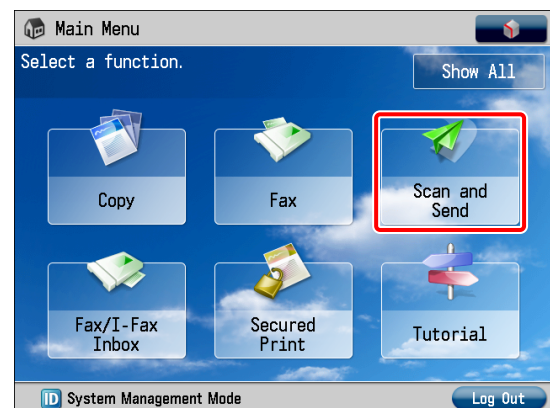 Main Menu
Select a function.
Show All
Copy
Fax
Scan and
Send
Fax/I-Fax
Inbox
Secured
Print
Tutorial
ID System Management Mode
Log Out